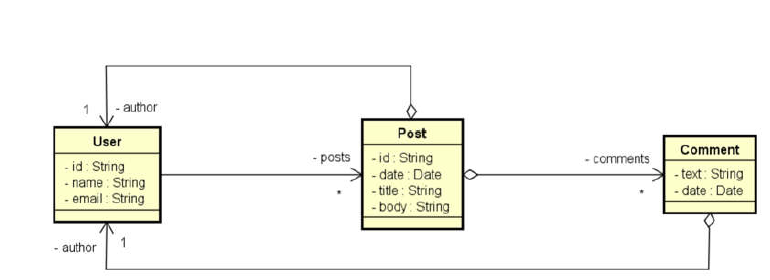 1
- author
User
- id : String
- name : String
- email : String
- posts
*
Post
- id : String
- date : Date
- title : String
- body : String
- comments
*
Comment
- text : String
- date : Date
- author
1